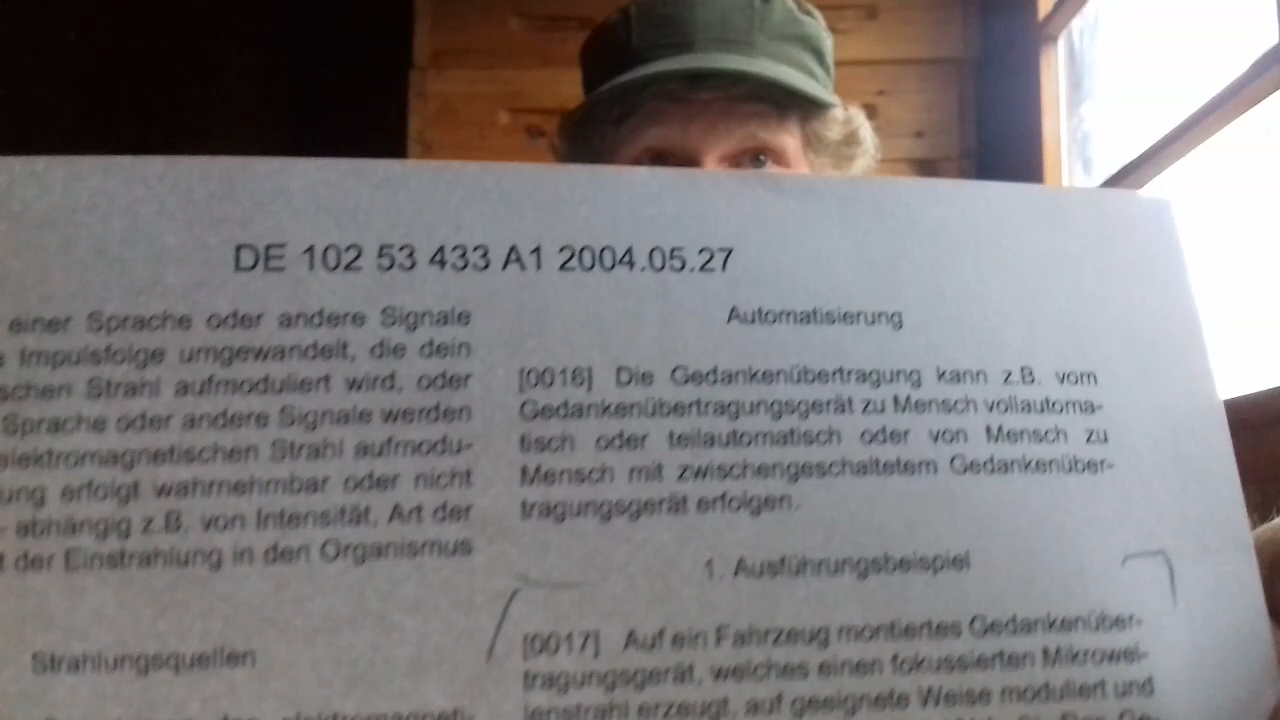 DE 102 53 433 A1 2004.05.27
einer Sprache oder andere Signale
Impulsfolge umgewandelt, die dein
schen Strahl aufmoduliert wird, oder
Sprache oder andere Signale werden
elektromagnetischen Strahl aufmodu-
ung erfolgt wahrnehmbar oder nicht
- abhängig z.B. von Intensität, Art der
der Einstrahlung in den Organismus
Strahlungsquellen
Automatisierung
[0016] Die Gedankenübertragung kann z.B. vom
Gedankenübertragungsgerät zu Mensch vollautoma-
tisch oder teilautomatisch oder von Mensch zu
Mensch mit zwischengeschaltetem Gedankenüber-
tragungsgerät erfolgen.
1. Ausführungsbeispiel
[0017] Auf ein Fahrzeug montiertes Gedankenüber-
tragungsgerät, welches einen fokussierten Mikrowel-
lenstrahl erzeugt, auf geeignete Weise moduliert und